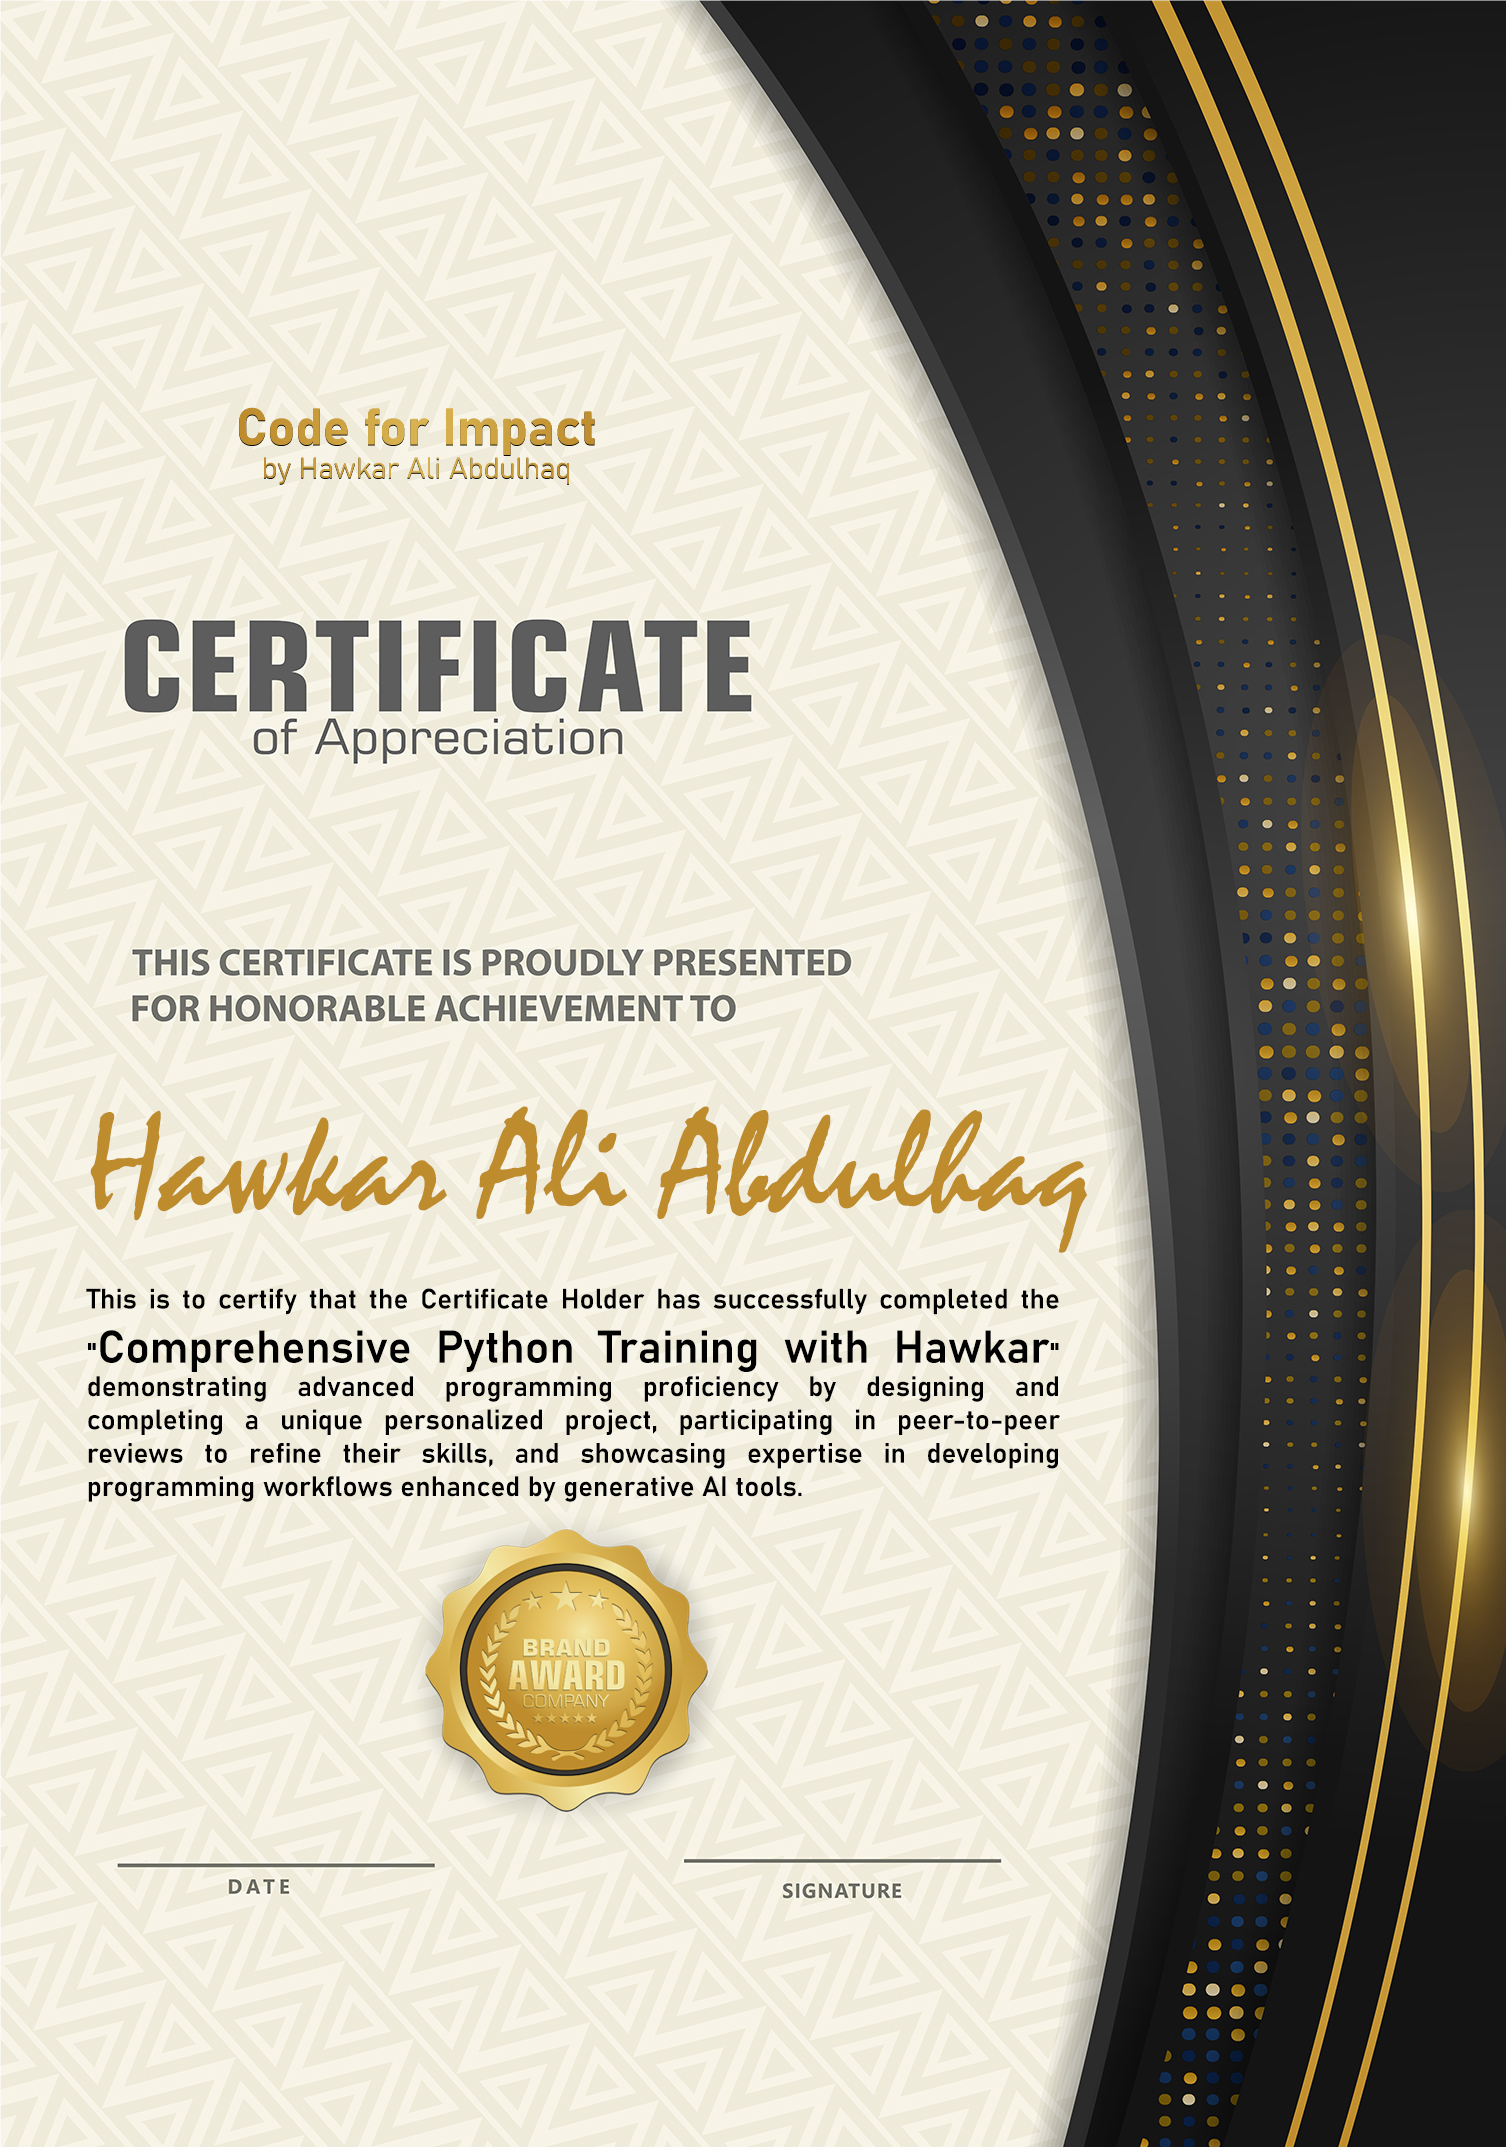 Code for Impact
by Hawkar Ali Abdulhaq
CERTIFICATE
of Appreciation
THIS CERTIFICATE IS PROUDLY PRESENTED
FOR HONORABLE ACHIEVEMENT TO
Hawkar Ali Abdulhaq
This is to certify that the Certificate Holder has successfully completed the
"Comprehensive Python Training with Hawkar"
demonstrating advanced programming proficiency by designing and
completing a unique personalized project, participating in peer-to-peer
reviews to refine their skills, and showcasing expertise in developing
programming workflows enhanced by generative AI tools.
BRAND
AWARD
COMPANY
DATE
SIGNATURE